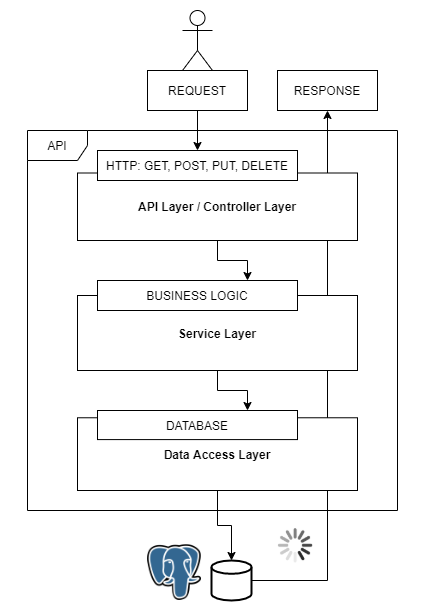 REQUEST
RESPONSE
API
HTTP: GET, POST, PUT, DELETE
API Layer / Controller Layer
BUSINESS LOGIC
Service Layer
DATABASE
Data Access Layer